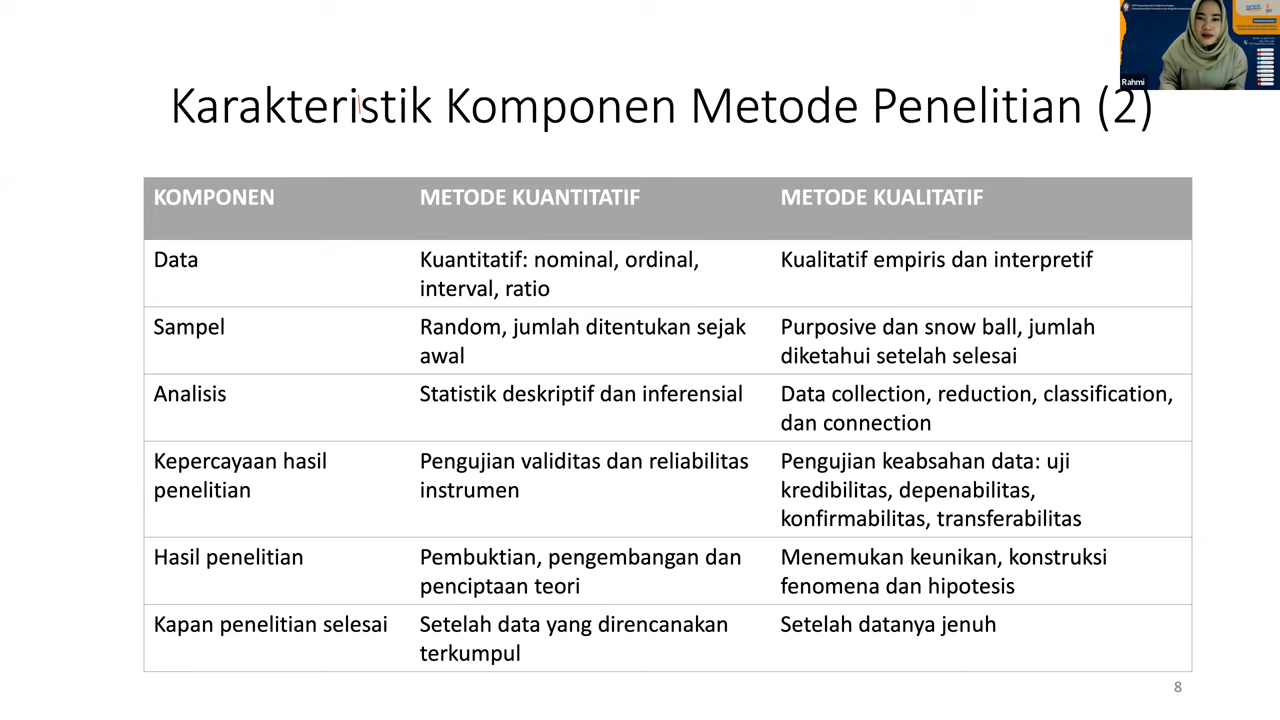 Rahmi
Karakteristik Komponen Metode Penelitian (2)
KOMPONEN
METODE KUANTITATIF
METODE KUALITATIF
Data
Kuantitatif: nominal, ordinal,
interval, ratio
Kualitatif empiris dan interpretif
Sampel
Random, jumlah ditentukan sejak
awal
Purposive dan snow ball, jumlah
diketahui setelah selesai
Analisis
Statistik deskriptif dan inferensial
Data collection, reduction, classification,
dan connection
Kepercayaan hasil
penelitian
Pengujian validitas dan reliabilitas
instrumen
Pengujian keabsahan data: uji
kredibilitas, depenabilitas,
konfirmabilitas, transferabilitas
Hasil penelitian
Pembuktian, pengembangan dan
penciptaan teori
Menemukan keunikan, konstruksi
fenomena dan hipotesis
Kapan penelitian selesai
Setelah data yang direncanakan
terkumpul
Setelah datanya jenuh
8